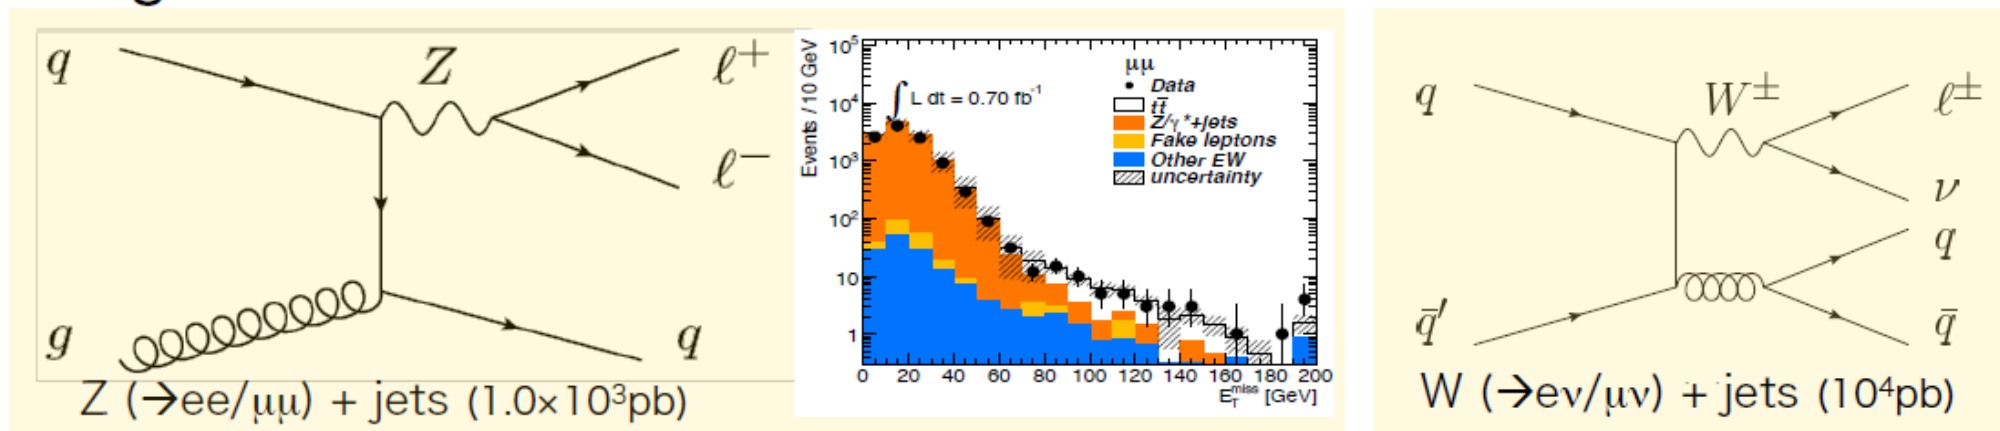 q
Z
ℓ+
ℓ−
g
q
Z (→ee/μμ) + jets (1.0×10³pb)
Events / 10 GeV
10⁵
10⁴
10³
10²
10
1
∫ L dt = 0.70 fb⁻¹
μμ
Data
tt̄
Z/γ*+jets
Fake leptons
Other EW
uncertainty
0 20 40 60 80 100 120 140 160 180 200
E_T^miss [GeV]
q
W±
ℓ±
ν
q
q̄′
q̄
W (→eν/μν) + jets (10⁴pb)